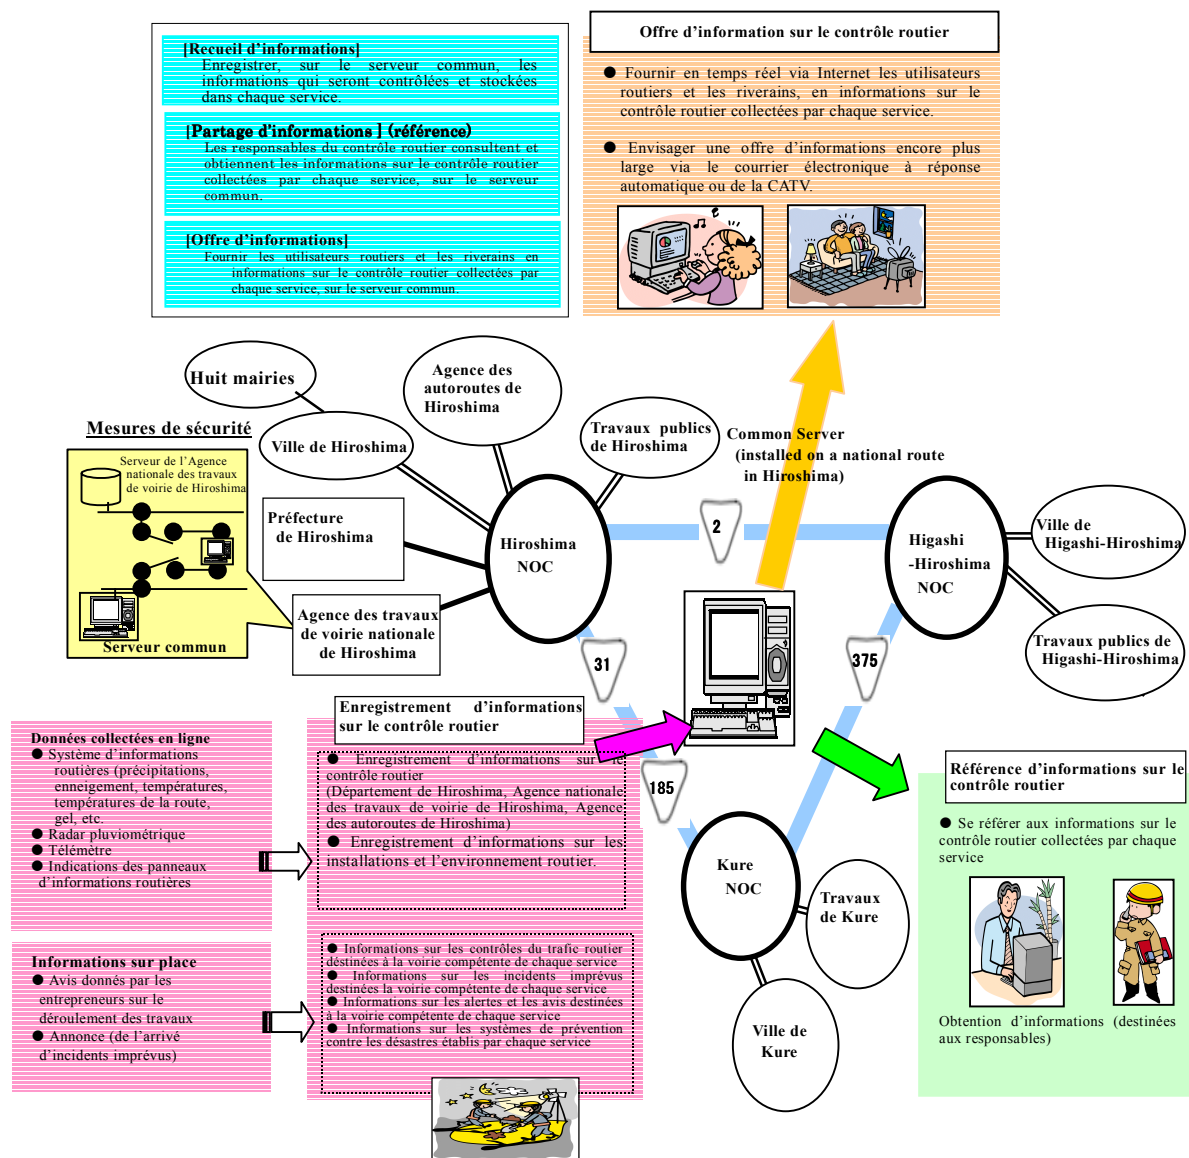 [Recueil d'informations]
Enregistrer, sur le serveur commun, les
informations qui seront contrôlées et stockées
dans chaque service.
[Partage d'informations ] (référence)
Les responsables du contrôle routier consultent et
obtiennent les informations sur le contrôle routier
collectées par chaque service, sur le serveur
commun.
[Offre d'informations]
Fournir les utilisateurs routiers et les riverains en
informations sur le contrôle routier collectées par
chaque service, sur le serveur commun.
Offre d'information sur le contrôle routier
● Fournir en temps réel via Internet les utilisateurs
routiers et les riverains, en informations sur le
contrôle routier collectées par chaque service.
● Envisager une offre d'informations encore plus
large via le courrier électronique à réponse
automatique ou de la CATV.
Huit mairies
Agence des
autoroutes de
Hiroshima
Ville de Hiroshima
Travaux publics
de Hiroshima
Mesures de sécurité
Serveur de l'Agence
nationale des travaux
de voirie de Hiroshima
Serveur commun
Préfecture
de Hiroshima
Agence des travaux
de voirie nationale
de Hiroshima
Hiroshima
NOC
Common Server
(installed on a national route
in Hiroshima)
2
Higashi
-Hiroshima
NOC
Ville de
Higashi-Hiroshima
Travaux publics de
Higashi-Hiroshima
31
375
185
Enregistrement d'informations
sur le contrôle routier
● Enregistrement d'informations sur le
contrôle routier
(Département de Hiroshima, Agence nationale
des travaux de voirie de Hiroshima, Agence
des autoroutes de Hiroshima)
● Enregistrement d'informations sur les
installations et l'environnement routier.
Données collectées en ligne
● Système d'informations
routières (précipitations,
enneigement, températures,
températures de la route,
gel, etc.
● Radar pluviométrique
● Télémètre
● Indications des panneaux
d'informations routières
Informations sur place
● Avis donnés par les
entrepreneurs sur le
déroulement des travaux
● Annonce (de l'arrivé
d'incidents imprévus)
● Informations sur les contrôles du trafic routier
déstinées à la voirie compétente de chaque service
● Informations sur les incidents imprévus
destinées la voirie compétente de chaque service
● Informations sur les alertes et les avis destinées
à la voirie compétente de chaque service
● Informations sur les systèmes de prévention
contre les désastres établis par chaque service
Kure
NOC
Travaux
de Kure
Ville de
Kure
Référence d'informations sur le
contrôle routier
● Se référer aux informations sur le
contrôle routier collectées par chaque
service
Obtention d'informations (destinées
aux responsables)